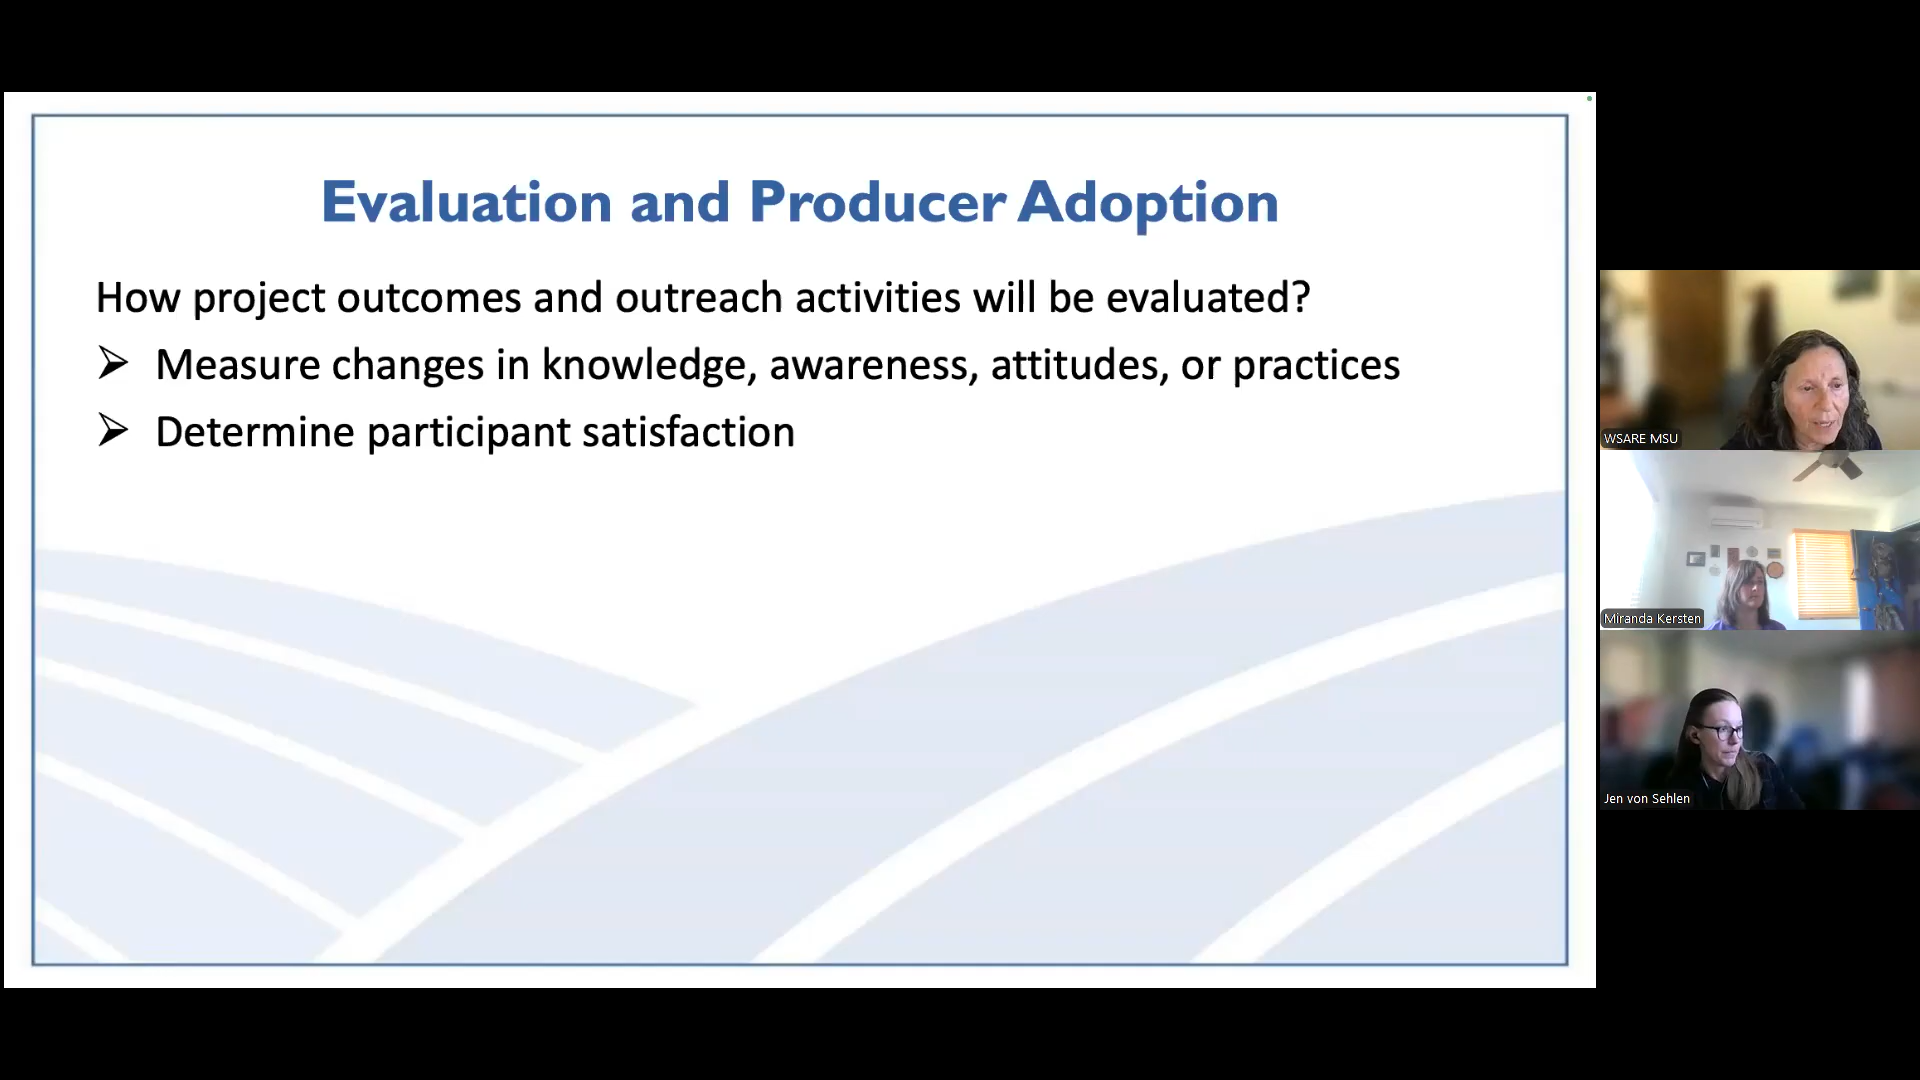 Evaluation and Producer Adoption
How project outcomes and outreach activities will be evaluated?
➢ Measure changes in knowledge, awareness, attitudes, or practices
➢ Determine participant satisfaction
WSARE MSU
Miranda Kersten
Jen von Sehlen